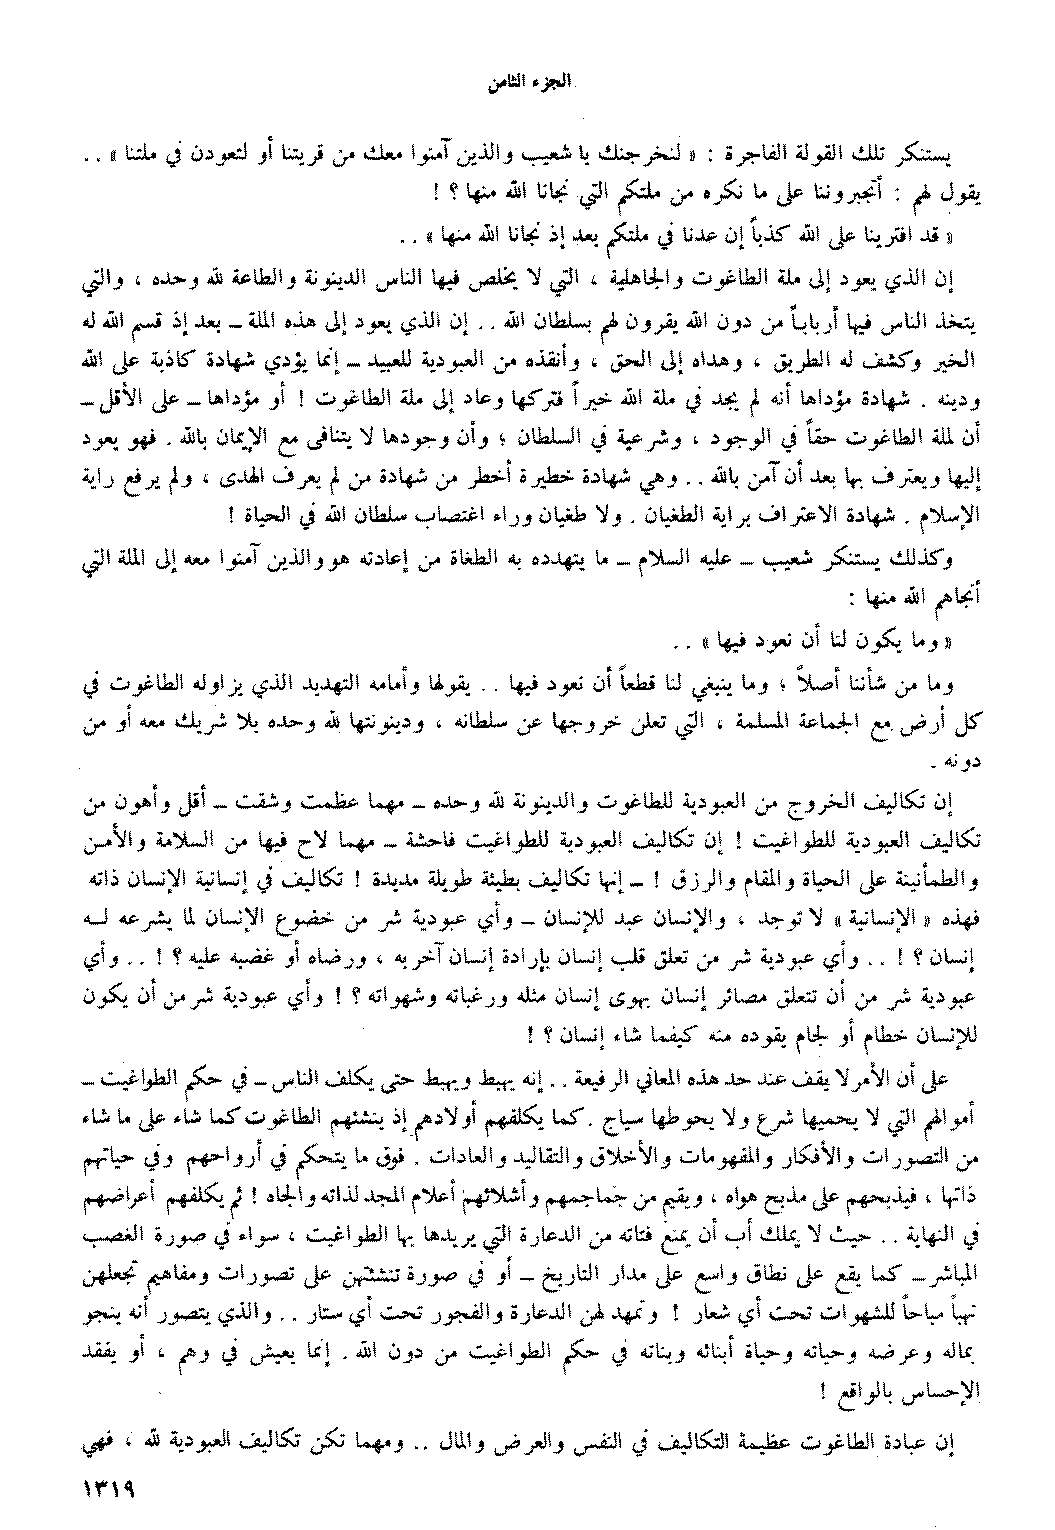 الجزء الثامن
يستنكر تلك القولة الفاجرة : « لنخرجنك يا شعيب والذين آمنوا معك من قريتنا أو لتعودن في ملتنا » . .
يقول لهم : أتجبروننا على ما نكره من ملتكم التي نجانا الله منها ؟ !
« قد افترينا على الله كذباً إن عدنا في ملتكم بعد إذ نجانا الله منها » . .
إن الذي يعود إلى ملة الطاغوت والجاهلية ، التي لا يخلص فيها الناس الدينونة والطاعة لله وحده ، والتي
يتخذ الناس فيها أرباباً من دون الله يقرون لهم بسلطان الله . . إن الذي يعود إلى هذه الملة ـ بعد إذ قسم الله له
الخير وكشف له الطريق ، وهداه إلى الحق ، وأنقذه من العبودية للعبيد ـ إنما يؤدي شهادة كاذبة على الله
ودينه . شهادة مؤداها أنه لم يجد في ملة الله خيراً فتركها وعاد إلى ملة الطاغوت ! أو مؤداها ـ على الأقل ـ
أن لملة الطاغوت حقاً في الوجود ، وشرعية في السلطان ؛ وأن وجودها لا يتنافى مع الإيمان بالله . فهو يعود
إليها ويعترف بها بعد أن آمن بالله . . وهي شهادة خطيرة أخطر من شهادة من لم يعرف الهدى ، ولم يرفع راية
الإسلام . شهادة الاعتراف براية الطغيان . ولا طغيان وراء اغتصاب سلطان الله في الحياة !
وكذلك يستنكر شعيب ـ عليه السلام ـ ما يتهدده به الطغاة من إعادته هو والذين آمنوا معه إلى الملة التي
أنجاهم الله منها :
« وما يكون لنا أن نعود فيها » . .
وما من شأننا أصلاً ؛ وما ينبغي لنا قطعاً أن نعود فيها . . يقولها وأمامه التهديد الذي يزاوله الطاغوت في
كل أرض مع الجماعة المسلمة ، التي تعلن خروجها عن سلطانه ، ودينونتها لله وحده بلا شريك معه أو من
دونه .
إن تكاليف الخروج من العبودية للطاغوت والدينونة لله وحده ـ مهما عظمت وشقت ـ أقل وأهون من
تكاليف العبودية للطواغيت ! إن تكاليف العبودية للطواغيت فاحشة ـ مهما لاح فيها من السلامة والأمن
والطمأنينة على الحياة والمقام والرزق ! ـ إنها تكاليف بطيئة طويلة مديدة ! تكاليف في إنسانية الإنسان ذاته
فهذه « الإنسانية » لا توجد ، والإنسان عبد للإنسان ـ وأي عبودية شر من خضوع الإنسان لما يشرعه له
إنسان ؟ ! . . وأي عبودية شر من تعلق قلب إنسان بإرادة إنسان آخر به ، ورضاه أو غضبه عليه ؟ ! . . وأي
عبودية شر من أن تتعلق مصائر إنسان بهوى إنسان مثله ورغباته وشهواته ؟ ! وأي عبودية شر من أن يكون
للإنسان خطام أو لجام يقوده منه كيفما شاء إنسان ؟ !
على أن الأمر لا يقف عند حد هذه المعاني الرفيعة . . إنه يهبط ويهبط حتى يكلف الناس ـ في حكم الطواغيت ـ
أموالهم التي لا يحميها شرع ولا يحوطها سياج . كما يكلفهم أولادهم إذ ينشئهم الطاغوت كما شاء على ما شاء
من التصورات والأفكار والمفهومات والأخلاق والتقاليد والعادات . فوق ما يتحكم في أرواحهم وفي حياتهم
ذاتها ، فيذبحهم على مذبح هواه ، ويقيم من جماجمهم وأشلائهم أعلام المجد لذاته والجاه ! ثم يكلفهم أعراضهم
في النهاية . . حيث لا يملك أب أن يمنع فتاته من الدعارة التي يريدها بها الطواغيت ، سواء في صورة الغصب
المباشر ـ كما يقع على نطاق واسع على مدار التاريخ ـ أو في صورة تنشئتهن على تصورات ومفاهيم تجعلهن
نهباً مباحاً للشهوات تحت أي شعار ! وتمهد لهن الدعارة والفجور تحت أي ستار . . والذي يتصور أنه ينجو
بماله وعرضه وحياته وحياة أبنائه وبناته في حكم الطواغيت من دون الله . إنما يعيش في وهم ، أو يفقد
الإحساس بالواقع !
إن عبادة الطاغوت عظيمة التكاليف في النفس والعرض والمال . . ومهما تكن تكاليف العبودية لله ، فهي
١٣١٩